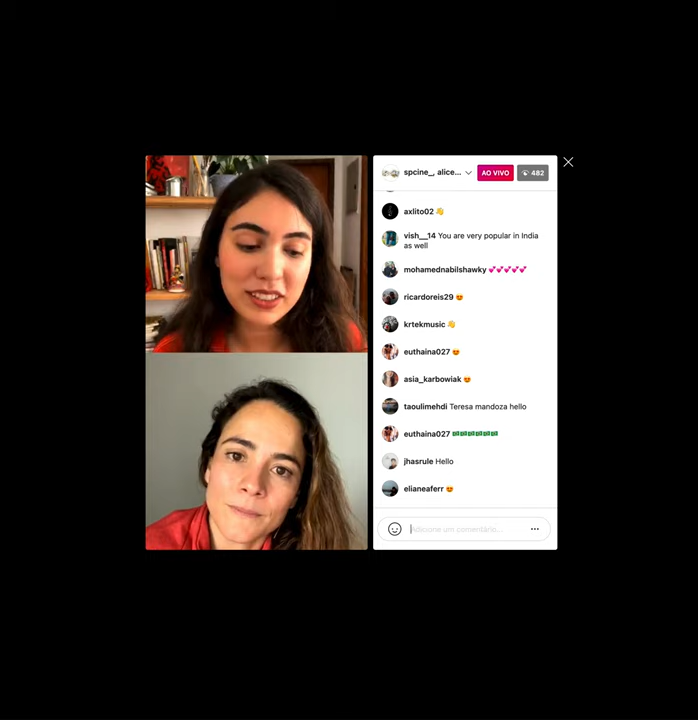 spcine_, alice... AO VIVO 482
axlito02 👋
vish__14 You are very popular in India
as well
mohamednabilshawky 💕💕💕💕💕
ricardoreis29 😍
krtekmusic 👋
euthaina027 😍
asia_karbowiak 😍
taoulimehdi Teresa mandoza hello
euthaina027
jhasrule Hello
elianeaferr 😍
Adicione um comentário...